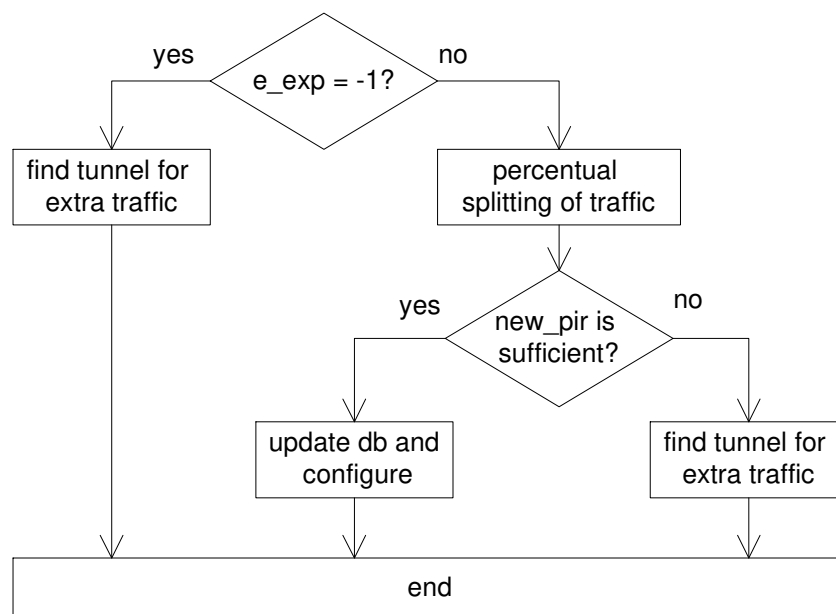 yes
no
e_exp = -1?
find tunnel for
extra traffic
percentual
splitting of traffic
yes
no
new_pir is
sufficient?
update db and
configure
find tunnel for
extra traffic
end